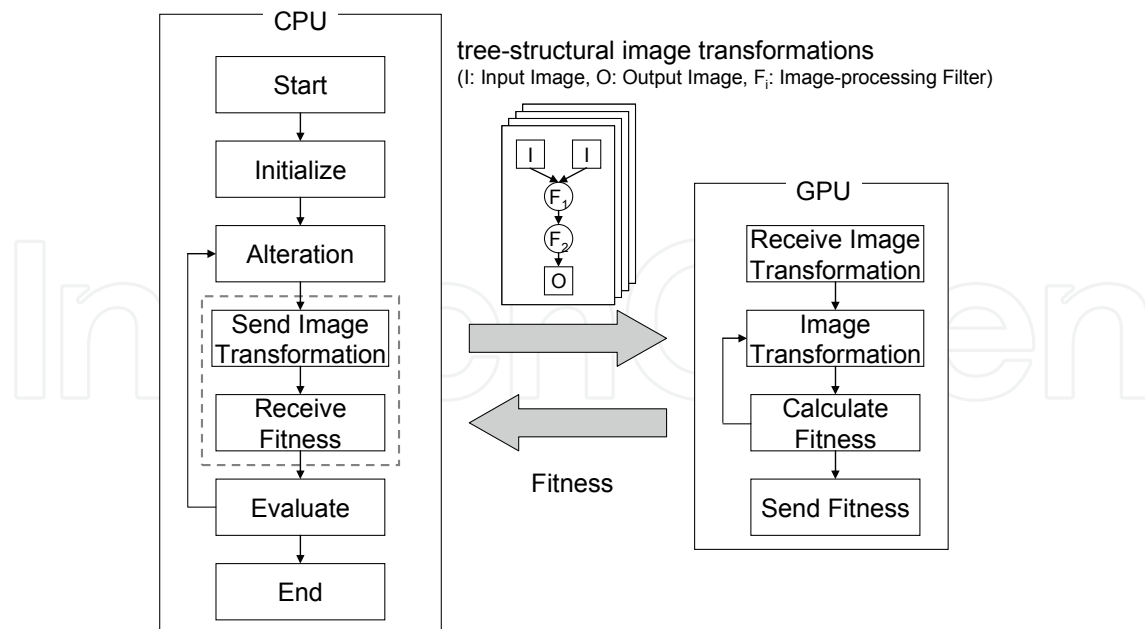 CPU
Start
Initialize
Alteration
Send Image
Transformation
Receive
Fitness
Evaluate
End
tree-structural image transformations
(I: Input Image, O: Output Image, Fi: Image-processing Filter)
I
I
F1
F2
O
Fitness
GPU
Receive Image
Transformation
Image
Transformation
Calculate
Fitness
Send Fitness